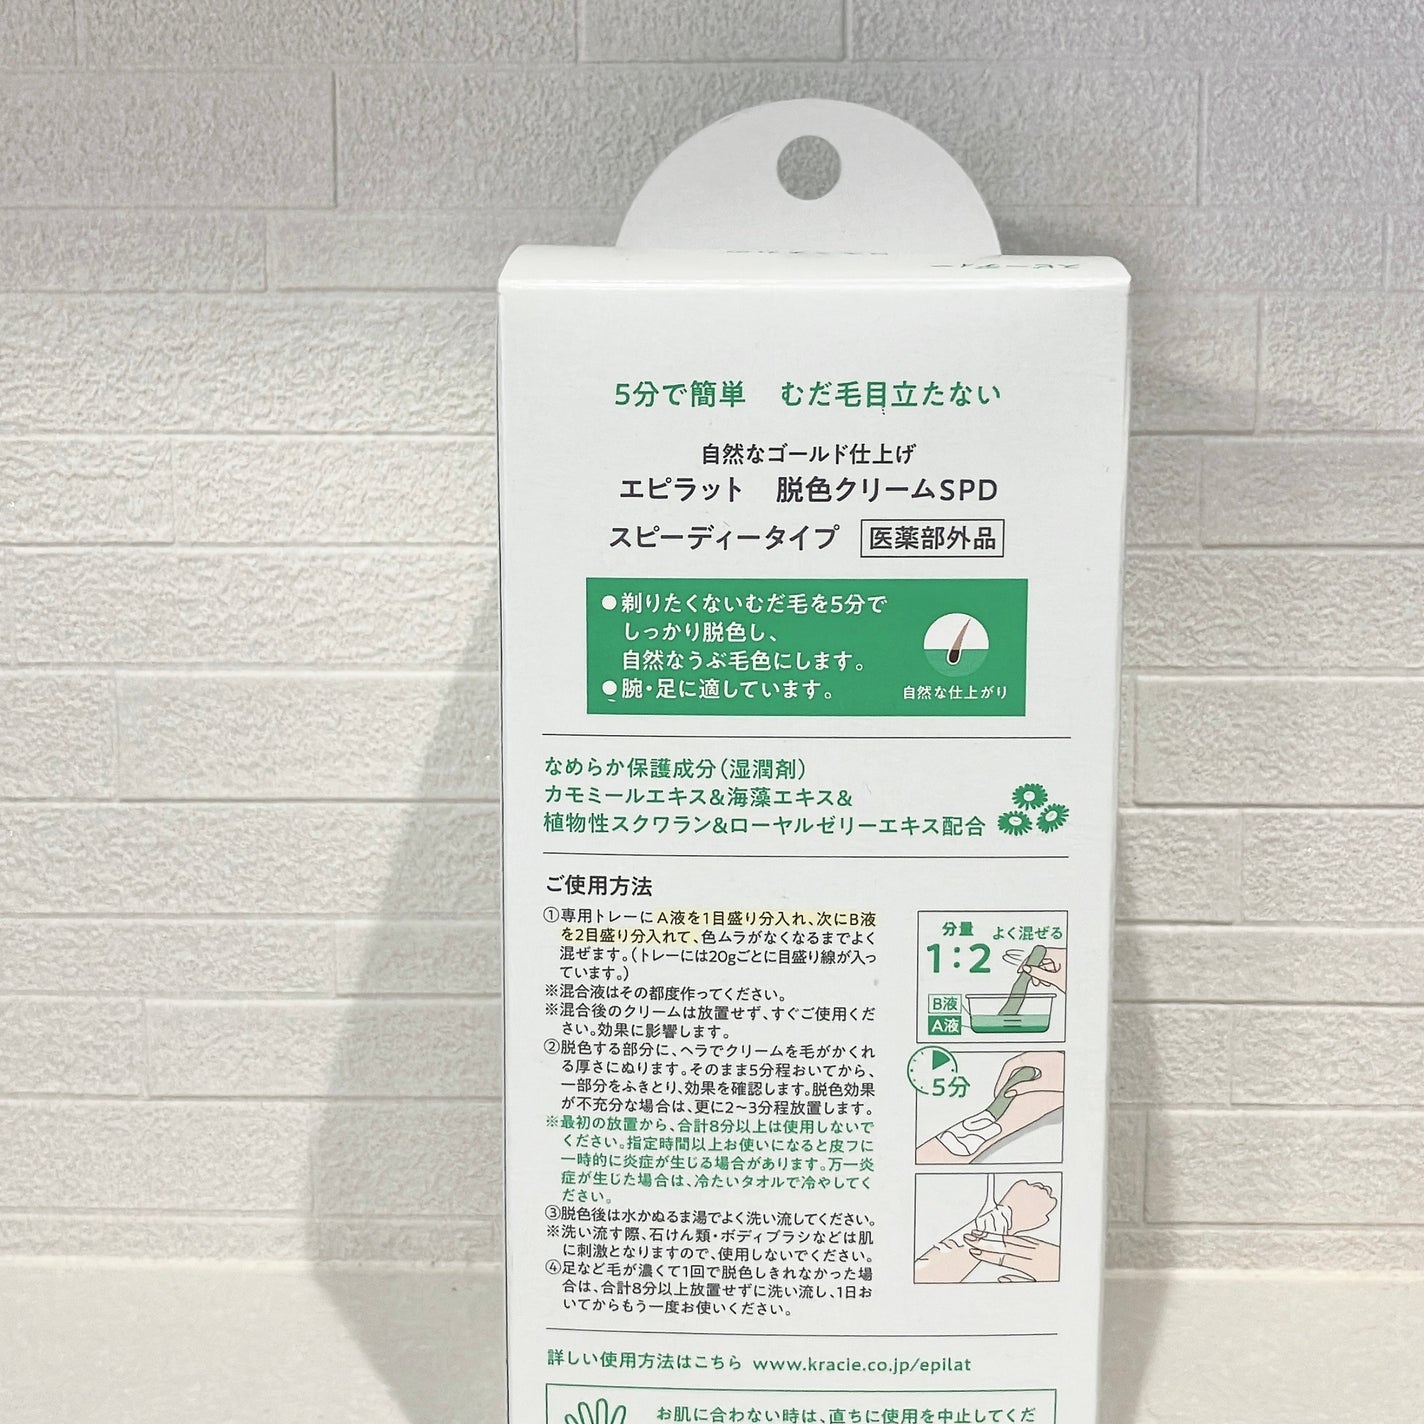 スピーディー
5分で簡単　むだ毛目立たない
自然なゴールド仕上げ
エピラット　脱色クリームSPD
スピーディータイプ　医薬部外品
●剃りたくないむだ毛を5分で
しっかり脱色し、
自然なうぶ毛色にします。
●腕・足に適しています。
自然な仕上がり
なめらか保護成分（湿潤剤）
カモミールエキス&海藻エキス&
植物性スクワラン&ローヤルゼリーエキス配合
ご使用方法
①専用トレーにA液を1目盛り分入れ、次にB液
を2目盛り分入れて、色ムラがなくなるまでよく
混ぜます。（トレーには20gごとに目盛り線が入っ
ています。）
※混合液はその都度作ってください。
※混合後のクリームは放置せず、すぐご使用くだ
さい。効果に影響します。
②脱色する部分に、ヘラでクリームを毛がかくれ
る厚さにぬります。そのまま5分程おいてから、
一部分をふきとり、効果を確認します。脱色効果
が不充分な場合は、更に2～3分程放置します。
※最初の放置から、合計8分以上は使用しないで
ください。指定時間以上お使いになると皮フに
一時的に炎症が生じる場合があります。万一炎
症が生じた場合は、冷たいタオルで冷やしてく
ださい。
③脱色後は水かぬるま湯でよく洗い流してください。
※洗い流す際、石けん類・ボディブラシなどは肌
に刺激となりますので、使用しないでください。
④足など毛が濃くて1回で脱色しきれなかった場
合は、合計8分以上放置せずに洗い流し、1日お
いてからもう一度お使いください。
分量
1：2
よく混ぜる
B液
A液
5分
詳しい使用方法はこちら www.kracie.co.jp/epilat
お肌に合わない時は、直ちに使用を中止してくだ